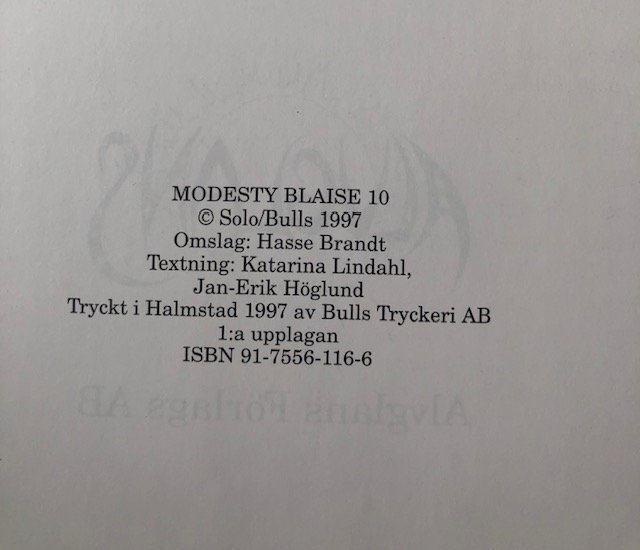 MODESTY BLAISE 10
© Solo/Bulls 1997
Omslag: Hasse Brandt
Textning: Katarina Lindahl,
Jan-Erik Höglund
Tryckt i Halmstad 1997 av Bulls Tryckeri AB
1:a upplagan
ISBN 91-7556-116-6
Alvglans Förlags AB